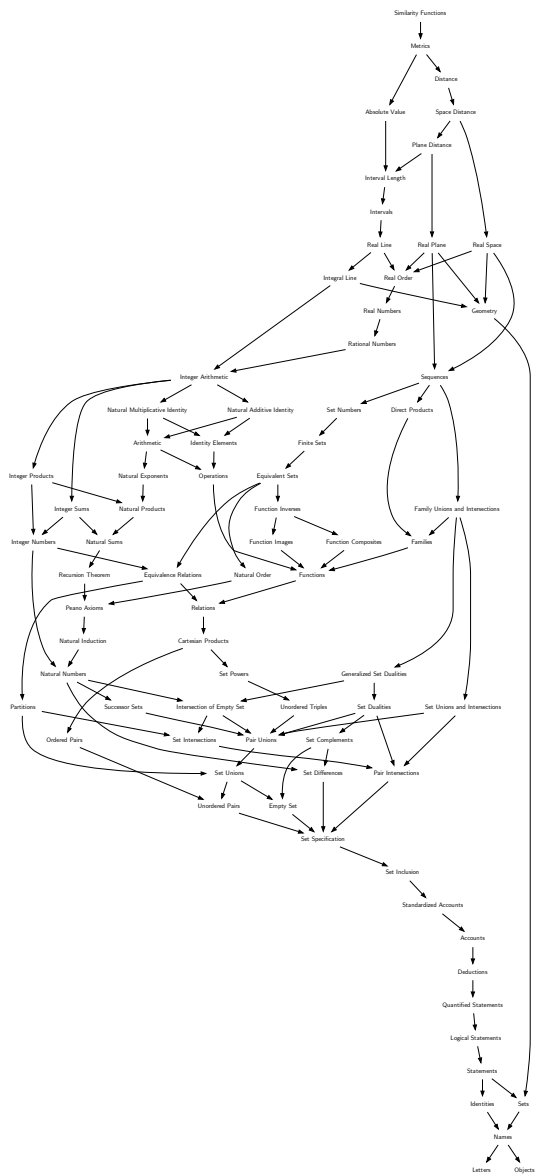 Similarity Functions
Metrics
Distance
Absolute Value
Space Distance
Plane Distance
Interval Length
Intervals
Real Line
Real Plane
Real Space
Integral Line
Real Order
Real Numbers
Geometry
Rational Numbers
Integer Arithmetic
Sequences
Natural Multiplicative Identity
Natural Additive Identity
Set Numbers
Direct Products
Arithmetic
Identity Elements
Finite Sets
Integer Products
Natural Exponents
Operations
Equivalent Sets
Integer Sums
Natural Products
Function Inverses
Family Unions and Intersections
Integer Numbers
Natural Sums
Function Images
Function Composites
Families
Recursion Theorem
Equivalence Relations
Natural Order
Functions
Peano Axioms
Relations
Natural Induction
Cartesian Products
Natural Numbers
Set Powers
Generalized Set Dualities
Partitions
Successor Sets
Intersection of Empty Set
Unordered Triples
Set Dualities
Set Unions and Intersections
Ordered Pairs
Set Intersections
Pair Unions
Set Complements
Set Unions
Set Differences
Pair Intersections
Unordered Pairs
Empty Set
Set Specification
Set Inclusion
Standardized Accounts
Accounts
Deductions
Quantified Statements
Logical Statements
Statements
Identities
Sets
Names
Letters
Objects